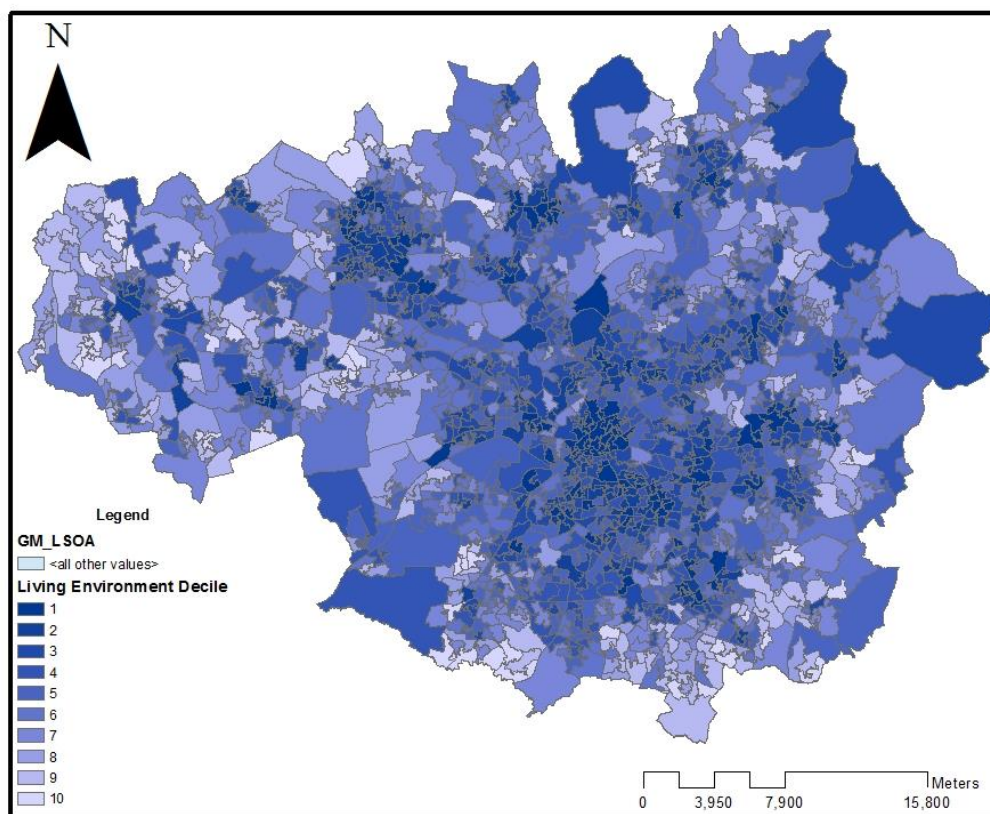 N
Legend
GM_LSOA
<all other values>
Living Environment Decile
1
2
3
4
5
6
7
8
9
10
Meters
0 3,950 7,900 15,800